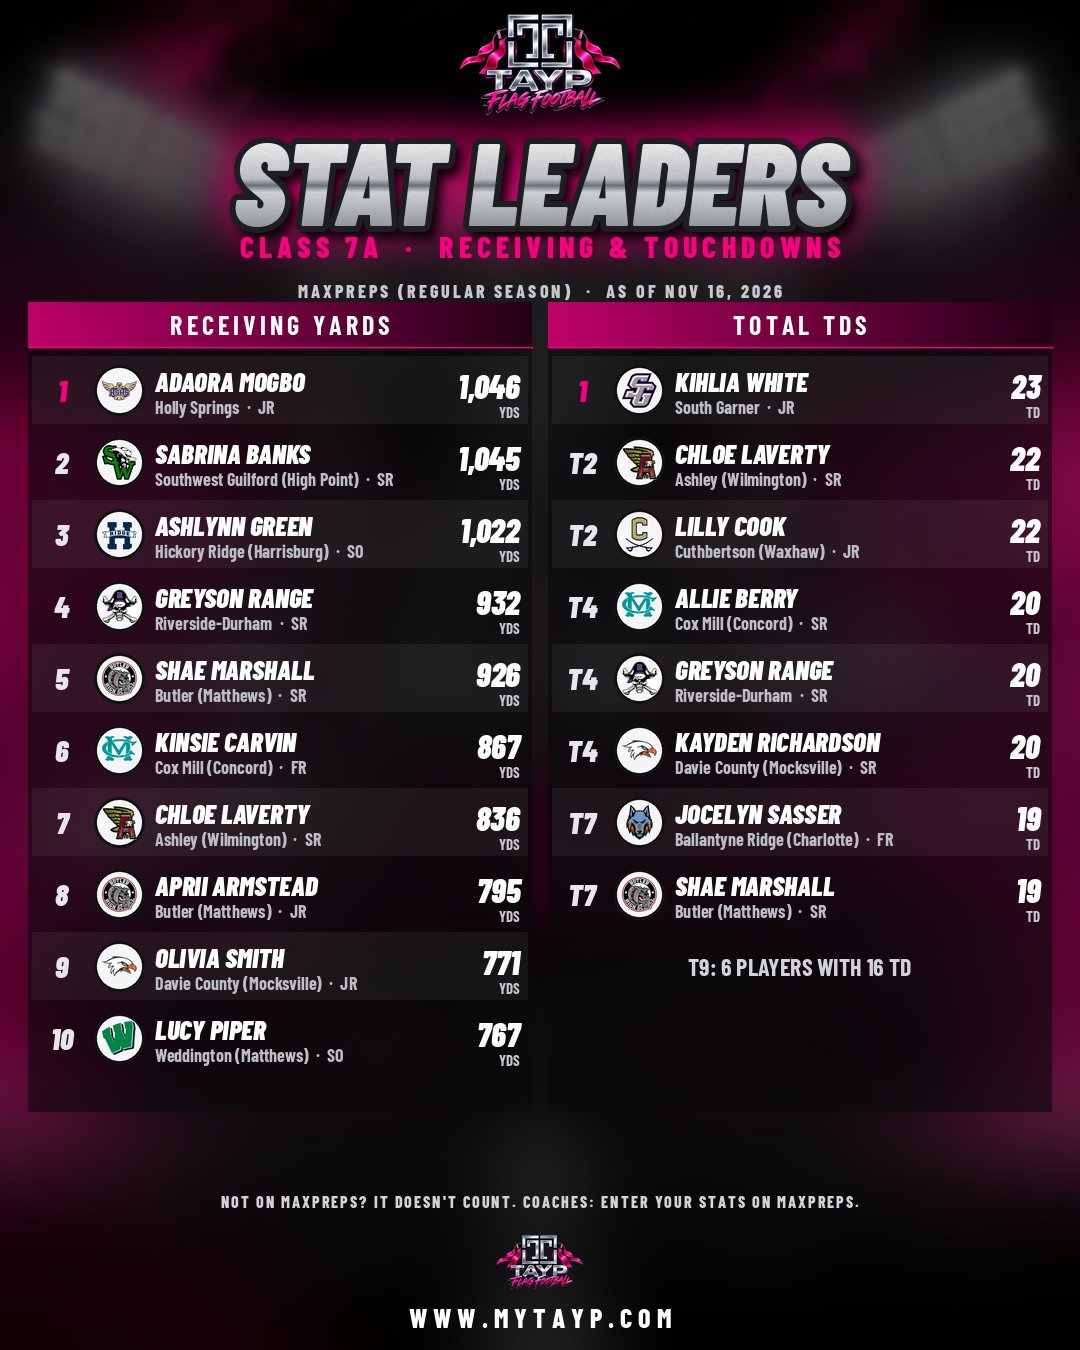 TAYP
FLAG FOOTBALL
STAT LEADERS
CLASS 7A · RECEIVING & TOUCHDOWNS
MAXPREPS (REGULAR SEASON) · AS OF NOV 16, 2026
RECEIVING YARDS
1 ADAORA MOGBO 1,046
Holly Springs · JR YDS
2 SABRINA BANKS 1,045
Southwest Guilford (High Point) · SR YDS
3 ASHLYNN GREEN 1,022
Hickory Ridge (Harrisburg) · SO YDS
4 GREYSON RANGE 932
Riverside-Durham · SR YDS
5 SHAE MARSHALL 926
Butler (Matthews) · SR YDS
6 KINSIE CARVIN 867
Cox Mill (Concord) · FR YDS
7 CHLOE LAVERTY 836
Ashley (Wilmington) · SR YDS
8 APRII ARMSTEAD 795
Butler (Matthews) · JR YDS
9 OLIVIA SMITH 771
Davie County (Mocksville) · JR YDS
10 LUCY PIPER 767
Weddington (Matthews) · SO YDS
TOTAL TDS
1 KIHLIA WHITE 23
South Garner · JR TD
T2 CHLOE LAVERTY 22
Ashley (Wilmington) · SR TD
T2 LILLY COOK 22
Cuthbertson (Waxhaw) · JR TD
T4 ALLIE BERRY 20
Cox Mill (Concord) · SR TD
T4 GREYSON RANGE 20
Riverside-Durham · SR TD
T4 KAYDEN RICHARDSON 20
Davie County (Mocksville) · SR TD
T7 JOCELYN SASSER 19
Ballantyne Ridge (Charlotte) · FR TD
T7 SHAE MARSHALL 19
Butler (Matthews) · SR TD
T9: 6 PLAYERS WITH 16 TD
NOT ON MAXPREPS? IT DOESN'T COUNT. COACHES: ENTER YOUR STATS ON MAXPREPS.
TAYP
FLAG FOOTBALL
WWW.MYTAYP.COM